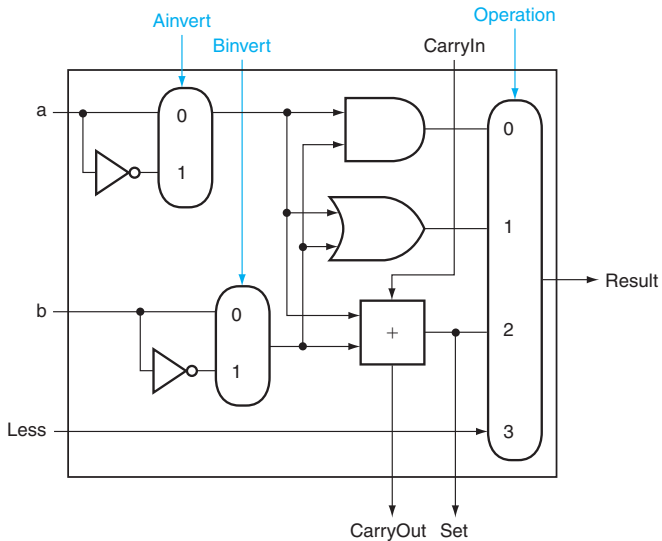 Operation
Ainvert
Binvert
CarryIn
a
0
1
0
1
b
0
1
+
2
Result
Less
3
CarryOut
Set